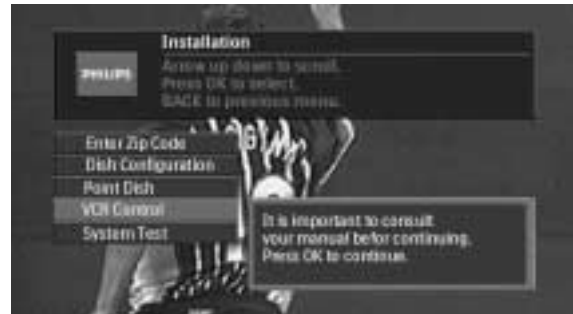 Installation
PHILIPS
Arrow up down to scroll.
Press OK to select.
BACK to previous menu.
Enter Zip Code
Dish Configuration
Point Dish
VCR Control
System Test
It is important to consult
your manual befor continuing.
Press OK to continue.